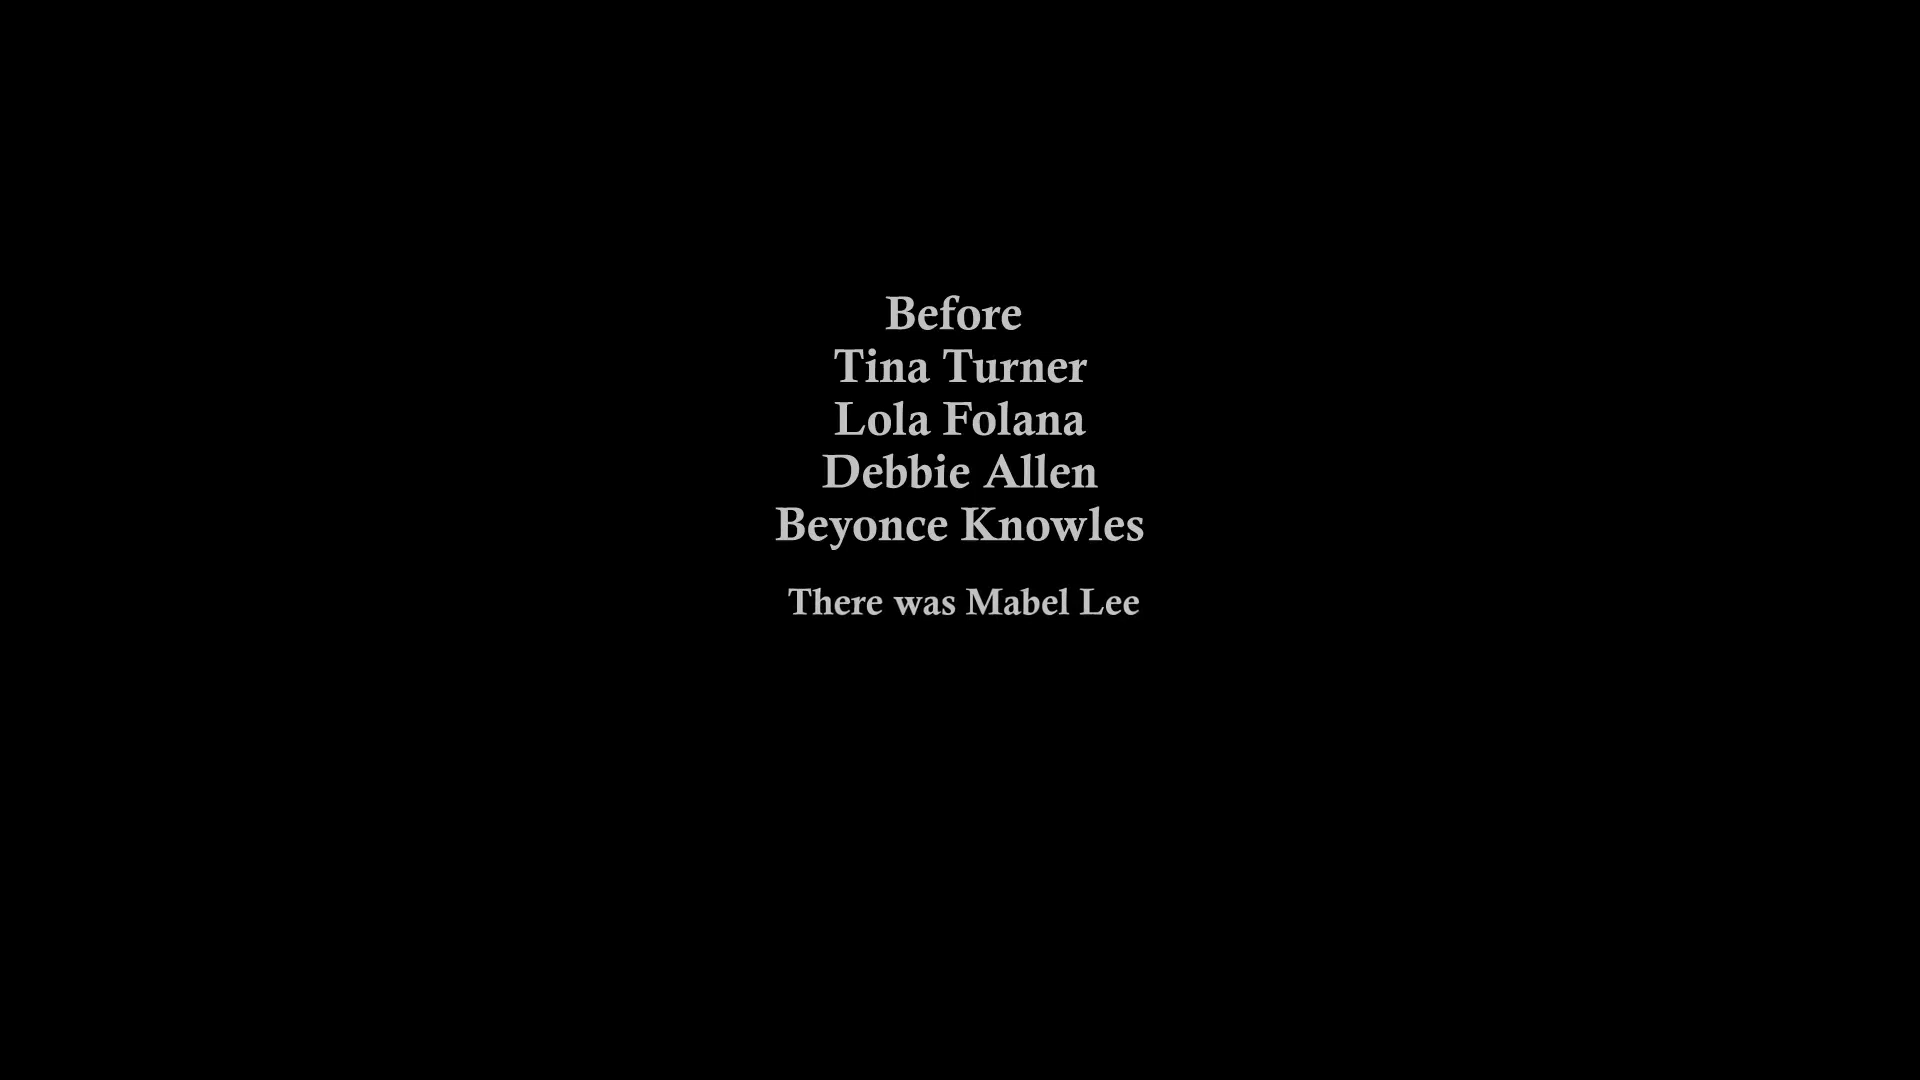 Before
Tina Turner
Lola Folana
Debbie Allen
Beyonce Knowles
There was Mabel Lee